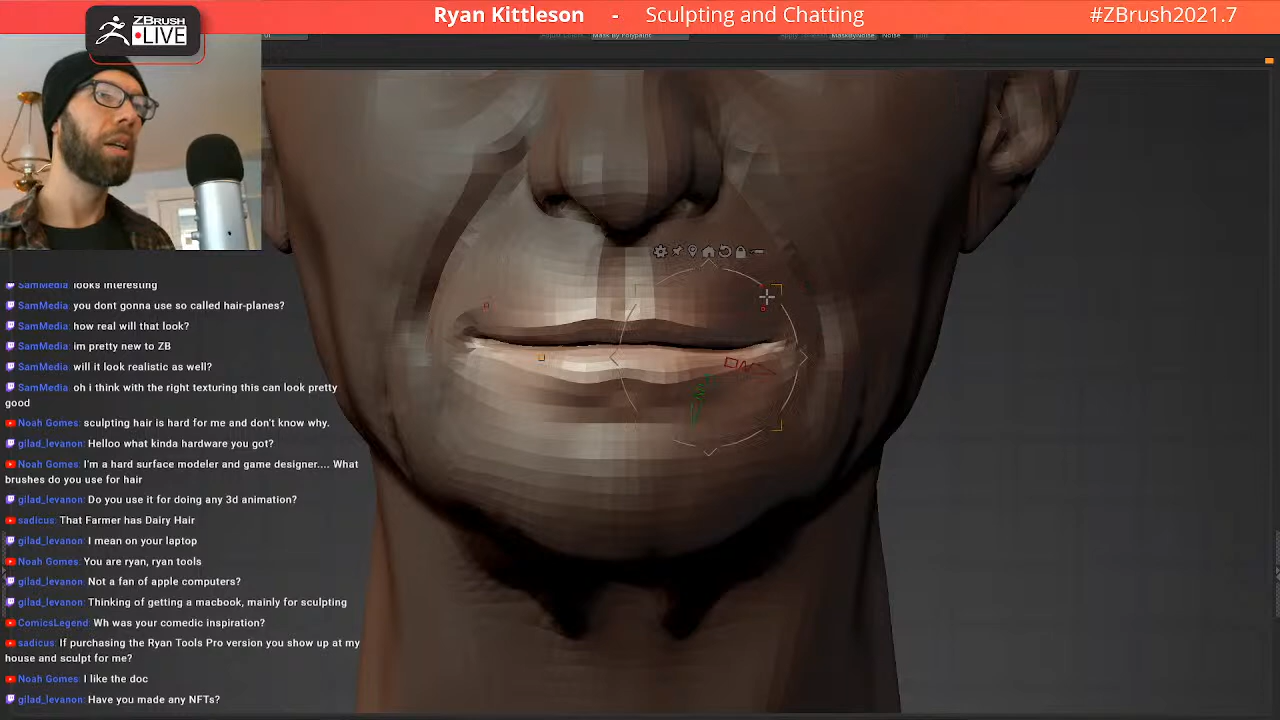 ZBRUSH
LIVE
Ryan Kittleson - Sculpting and Chatting
#ZBrush2021.7
Mask By Polypaint
MaskByNoise
Noise
SamMedia: looks interesting
SamMedia: you dont gonna use so called hair-planes?
SamMedia: how real will that look?
SamMedia: im pretty new to ZB
SamMedia: will it look realistic as well?
SamMedia: oh i think with the right texturing this can look pretty
good
Noah Gomes: sculpting hair is hard for me and don't know why.
gilad_levanon: Helloo what kinda hardware you got?
Noah Gomes: I'm a hard surface modeler and game designer.... What
brushes do you use for hair
gilad_levanon: Do you use it for doing any 3d animation?
sadicus: That Farmer has Dairy Hair
gilad_levanon: I mean on your laptop
Noah Gomes: You are ryan, ryan tools
gilad_levanon: Not a fan of apple computers?
gilad_levanon: Thinking of getting a macbook, mainly for sculpting
ComicsLegend: Wh was your comedic inspiration?
sadicus: If purchasing the Ryan Tools Pro version you show up at my
house and sculpt for me?
Noah Gomes: I like the doc
gilad_levanon: Have you made any NFTs?